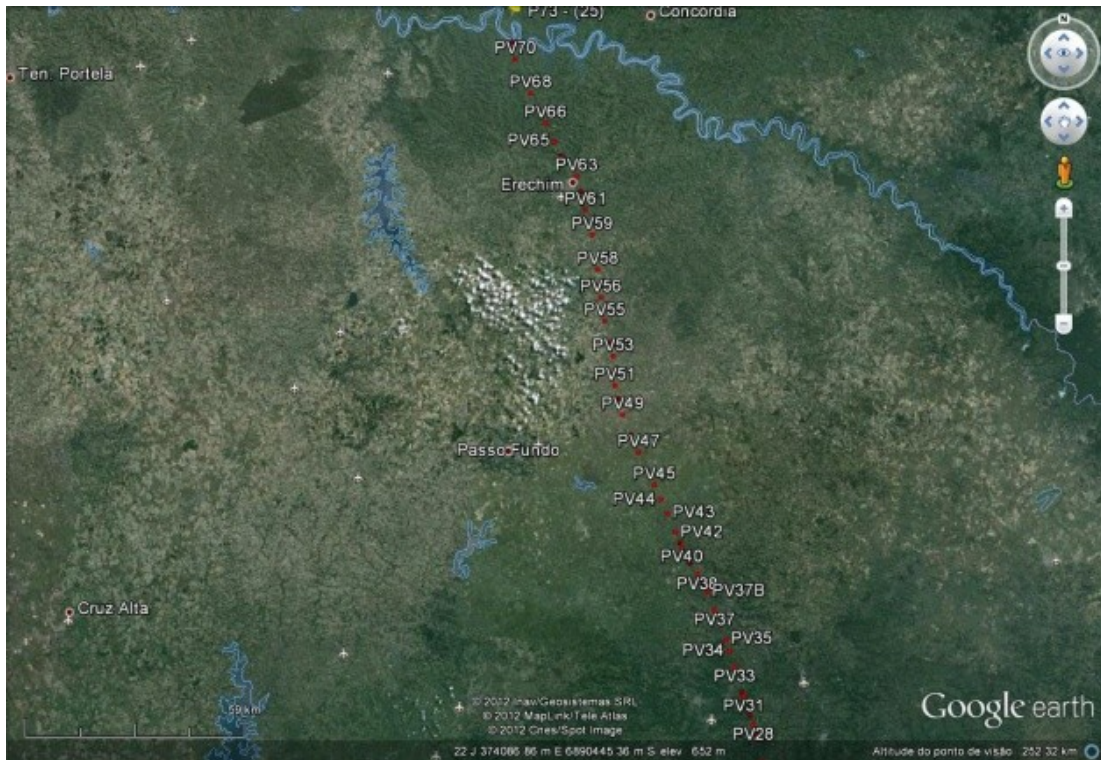 P73 - (25)
Concordia
N
PV70
Ten. Portela
PV68
PV66
PV65
PV63
Erechim
PV61
PV59
PV58
PV56
PV55
PV53
PV51
PV49
PV47
Passo Fundo
PV45
PV44
PV43
PV42
PV40
PV38
PV37B
Cruz Alta
PV37
PV35
PV34
PV33
PV31
PV28
59 km
© 2012 Inav/Geosistemas SRL
© 2012 MapLink/Tele Atlas
© 2012 Cnes/Spot Image
Google earth
22 J 374086.86 m E 6890445.36 m S elev 652 m
Altitude do ponto de visão 252.32 km